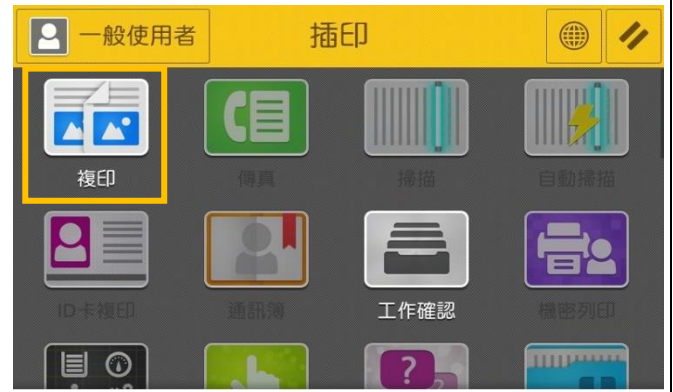 一般使用者
插印
複印
傳真
掃描
自動掃描
ID卡複印
通訊簿
工作確認
機密列印
?